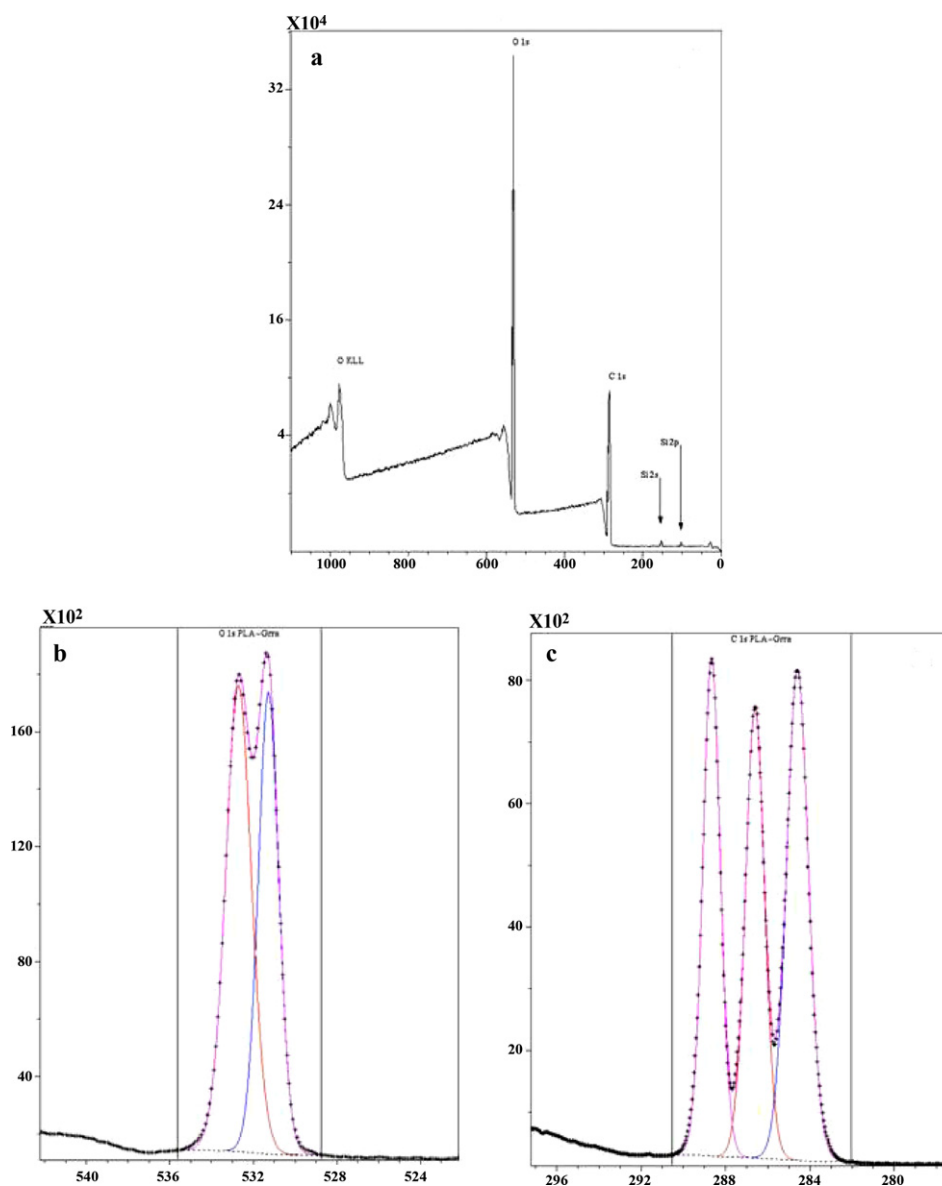 X10⁴
a
O 1s
32
24
16
O KLL
C 1s
4
Si2p
Si2s
1000 800 600 400 200 0
X10²
b
O 1s PLA-Grra
160
120
80
40
540 536 532 528 524
X10²
c
C 1s PLA-Grra
80
60
40
20
296 292 288 284 280